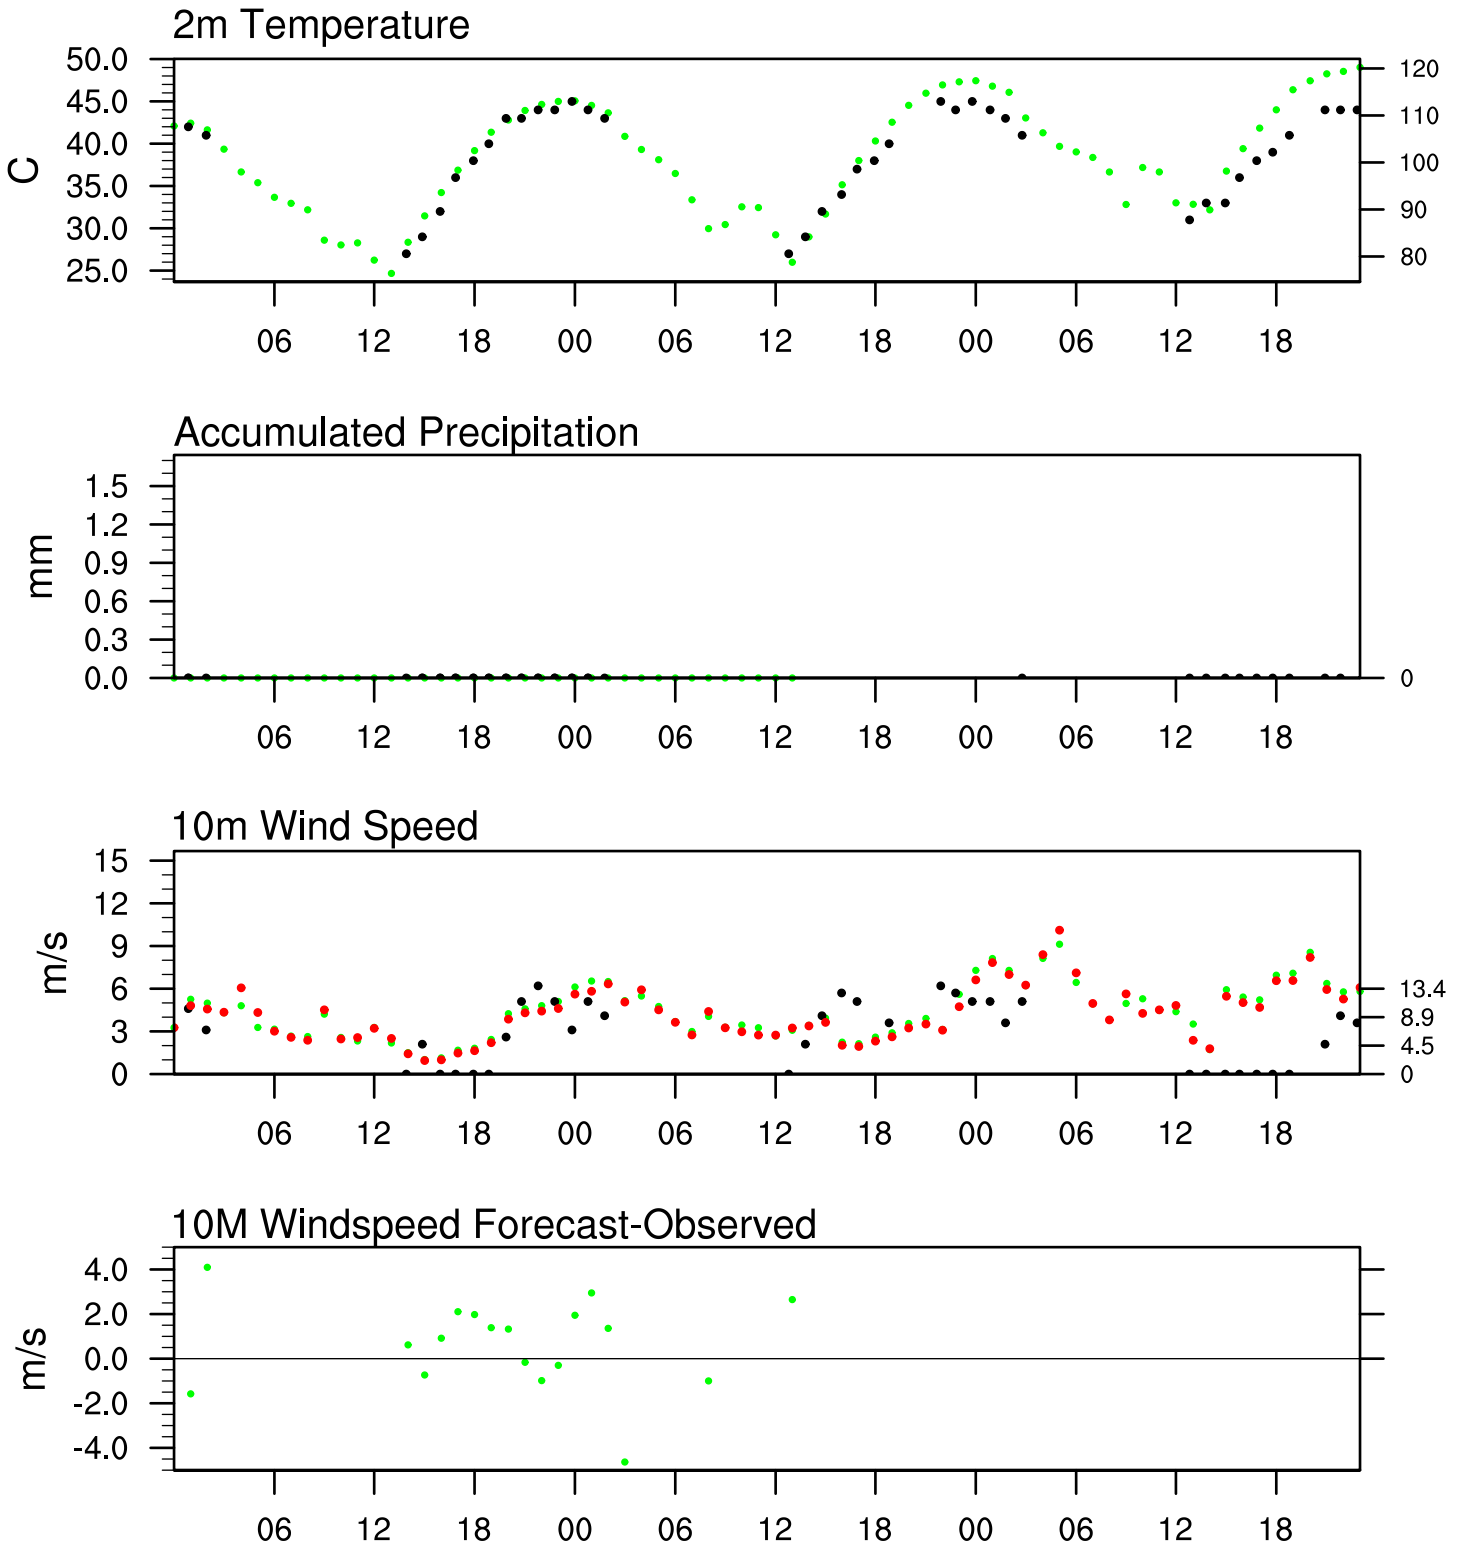 2m Temperature
C
50.0
45.0
40.0
35.0
30.0
25.0
120
110
100
90
80
06 12 18 00 06 12 18 00 06 12 18
Accumulated Precipitation
mm
1.5
1.2
0.9
0.6
0.3
0.0
0
06 12 18 00 06 12 18 00 06 12 18
10m Wind Speed
m/s
15
12
9
6
3
0
13.4
8.9
4.5
0
06 12 18 00 06 12 18 00 06 12 18
10M Windspeed Forecast-Observed
m/s
4.0
2.0
0.0
-2.0
-4.0
06 12 18 00 06 12 18 00 06 12 18